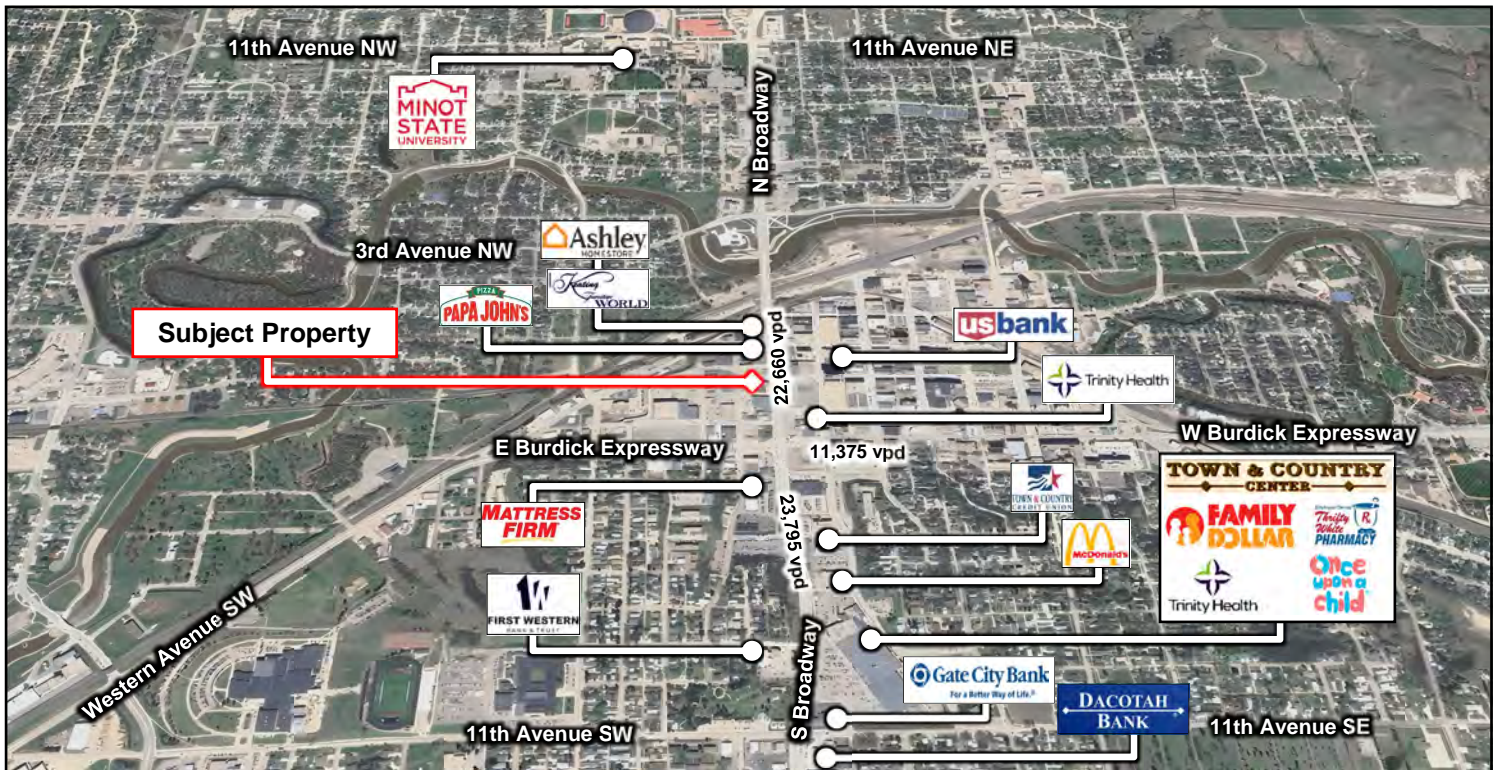 11th Avenue NW
11th Avenue NE
MINOT
STATE
UNIVERSITY
N Broadway
3rd Avenue NW
Ashley
HOMESTORE
Keating
Furniture
WORLD
PIZZA
PAPA JOHN'S
Subject Property
22,660 vpd
usbank
Trinity Health
E Burdick Expressway
11,375 vpd
W Burdick Expressway
MATTRESS
FIRM
23,795 vpd
TOWN & COUNTRY
CREDIT UNION
McDonald's
TOWN & COUNTRY
CENTER
FAMILY
DOLLAR
Thrifty
White
PHARMACY
Trinity Health
Once
upon a
child
FIRST WESTERN
BANK & TRUST
Western Avenue SW
S Broadway
Gate City Bank
For a Better Way of Life.®
DACOTAH
BANK
11th Avenue SW
11th Avenue SE